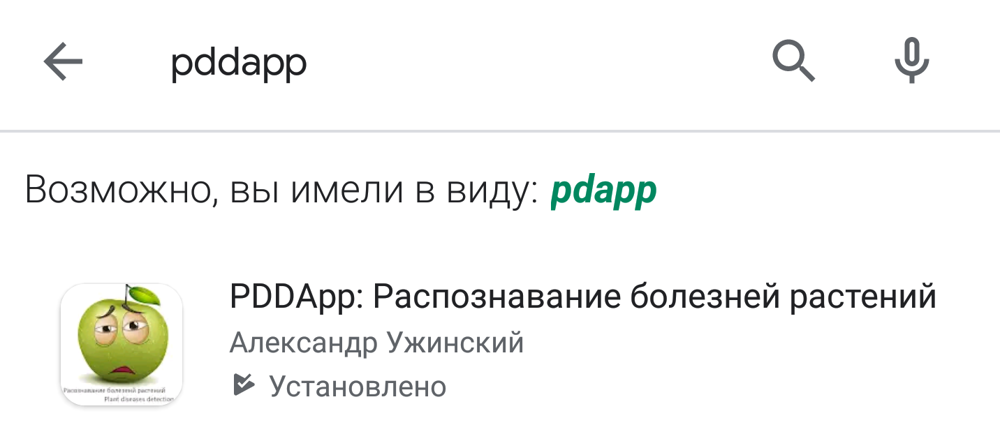 pddapp
Возможно, вы имели в виду: pdapp
PDDApp: Распознавание болезней растений
Александр Ужинский
Установлено
Распознавание болезней растений
Plant diseases detection